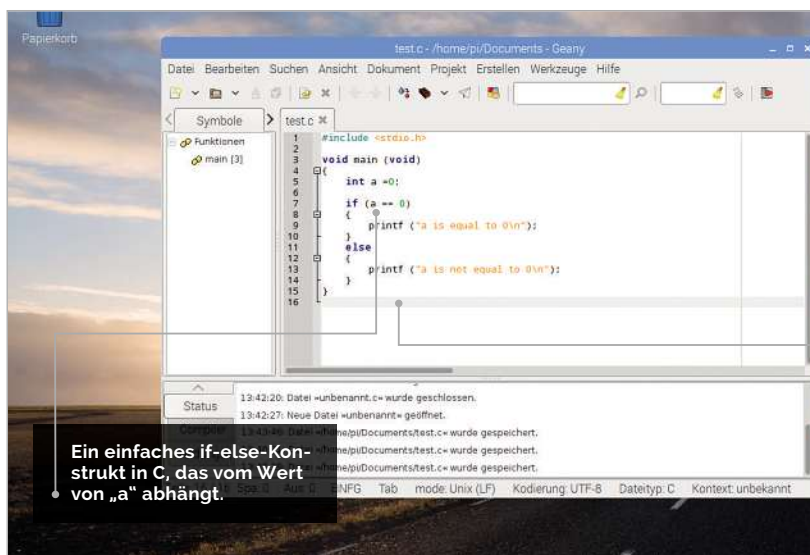 Papierkorb
test.c - /home/pi/Documents - Geany
Datei Bearbeiten Suchen Ansicht Dokument Projekt Erstellen Werkzeuge Hilfe
Symbole
test.c
Funktionen
main [3]
1 #include <stdio.h>
2
3 void main (void)
4 {
5 int a =0;
6
7 if (a == 0)
8 {
9 printf ("a is equal to 0\n");
10 }
11 else
12 {
13 printf ("a is not equal to 0\n");
14 }
15 }
16
Status
13:42:20: Datei »unbenannt.c« wurde geschlossen.
13:42:27: Neue Datei »unbenannt« geöffnet.
Datei »/home/pi/Documents/test.c« wurde gespeichert.
/home/pi/Documents/test.c« wurde gespeichert.
/home/pi/Documents/test.c« wurde gespeichert.
Ein einfaches if-else-Kon-
strukt in C, das vom Wert
von „a“ abhängt.
EINFG Tab mode: Unix (LF) Kodierung: UTF-8 Dateityp: C Kontext: unbekannt